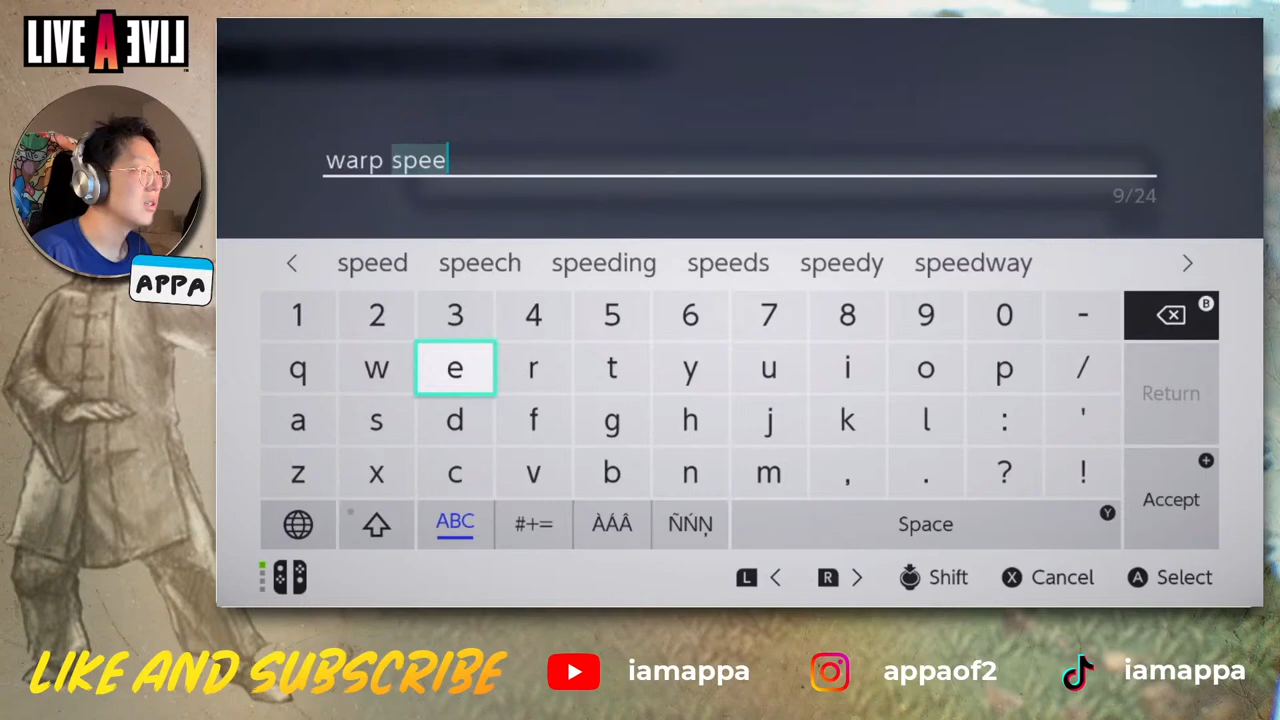 LIVE A LIVE
APPA
warp spee
9/24
< speed speech speeding speeds speedy speedway >
1 2 3 4 5 6 7 8 9 0 - B
q w e r t y u i o p / Return
a s d f g h j k l : '
z x c v b n m , . ? ! + Accept
ABC #+= ÀÁÂ ÑŃŅ Space Y
L < R > Shift X Cancel A Select
LIKE AND SUBSCRIBE iamappa appaof2 iamappa